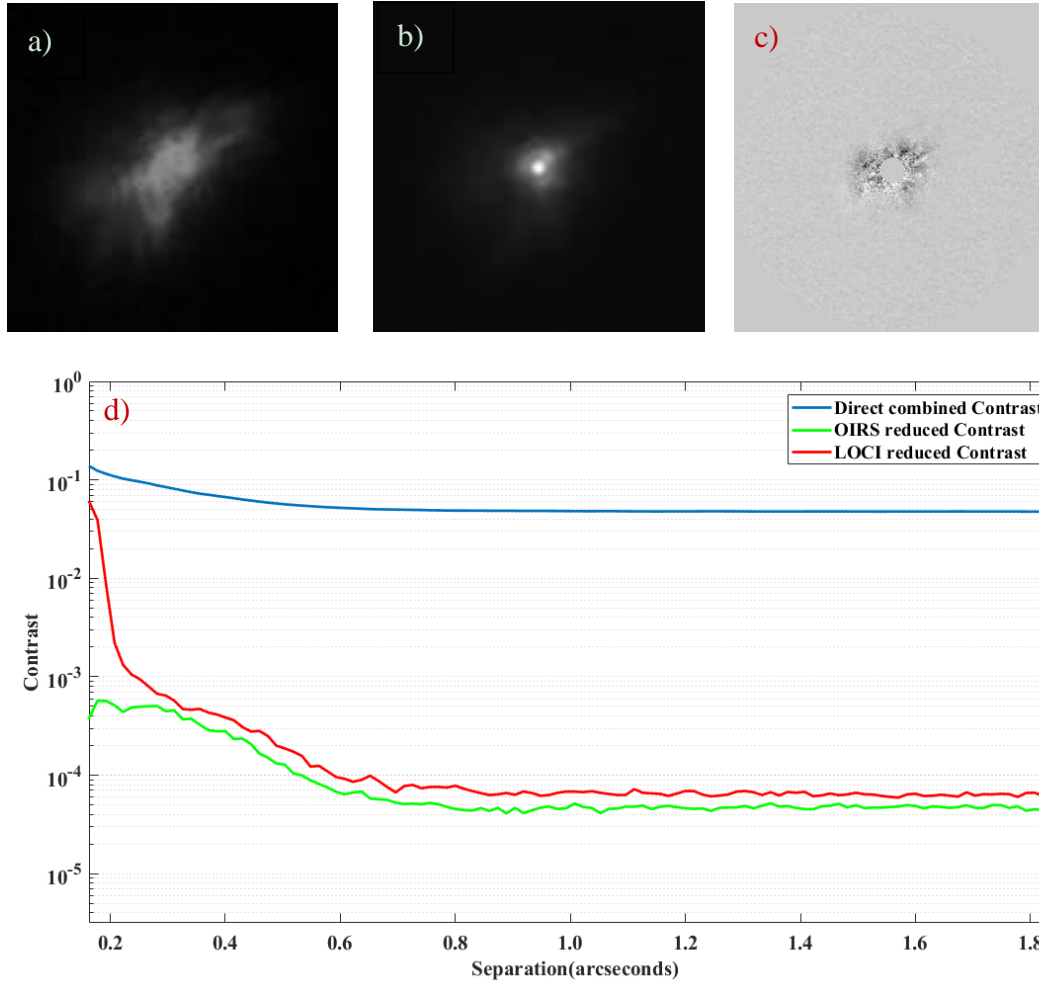 a)
b)
c)
d)
Direct combined Contrast
OIRS reduced Contrast
LOCI reduced Contrast
10^0
10^-1
10^-2
10^-3
10^-4
10^-5
Contrast
0.2 0.4 0.6 0.8 1.0 1.2 1.4 1.6 1.8
Separation(arcseconds)